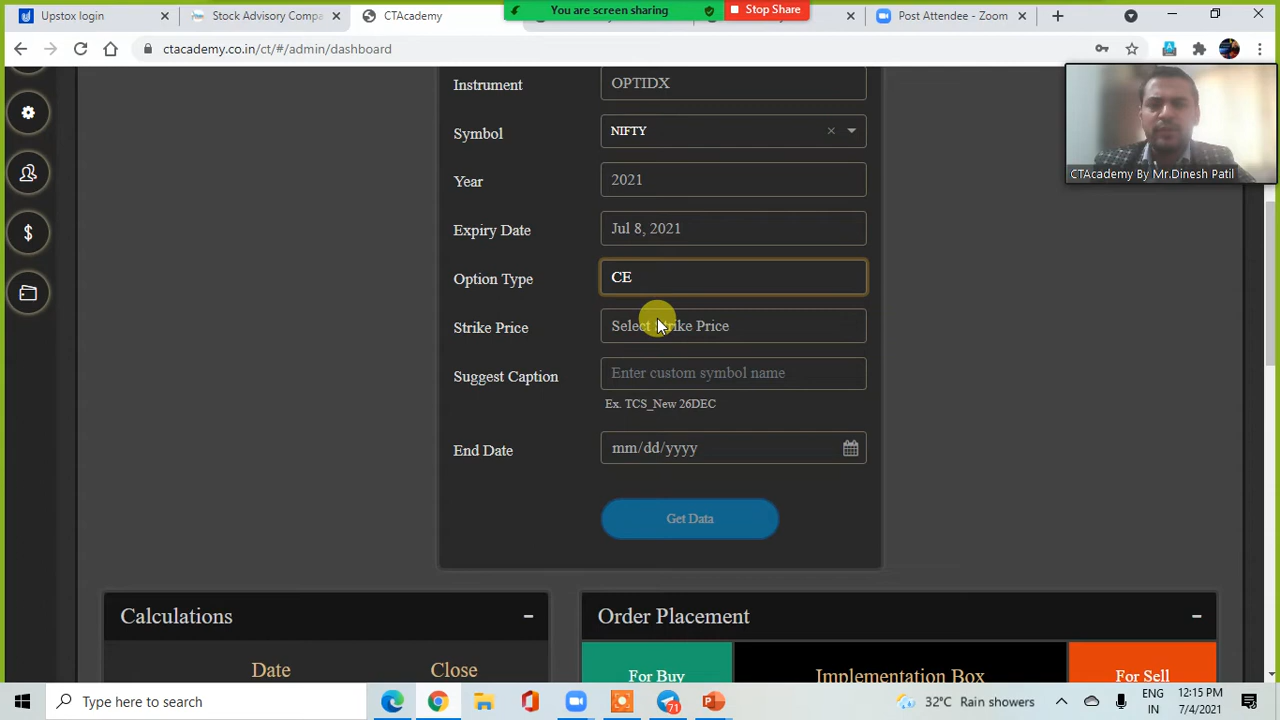 Upstox login
Stock Advisory Compa
CTAcademy
You are screen sharing
Stop Share
Post Attendee - Zoom
ctacademy.co.in/ct/#/admin/dashboard
CTAcademy By Mr.Dinesh Patil
Instrument
OPTIDX
Symbol
NIFTY
Year
2021
Expiry Date
Jul 8, 2021
Option Type
CE
Strike Price
Select Strike Price
Suggest Caption
Enter custom symbol name
Ex. TCS_New 26DEC
End Date
mm/dd/yyyy
Get Data
Calculations
Order Placement
Date
Close
For Buy
Implementation Box
For Sell
Type here to search
71
32°C Rain showers
ENG
IN
12:15 PM
7/4/2021